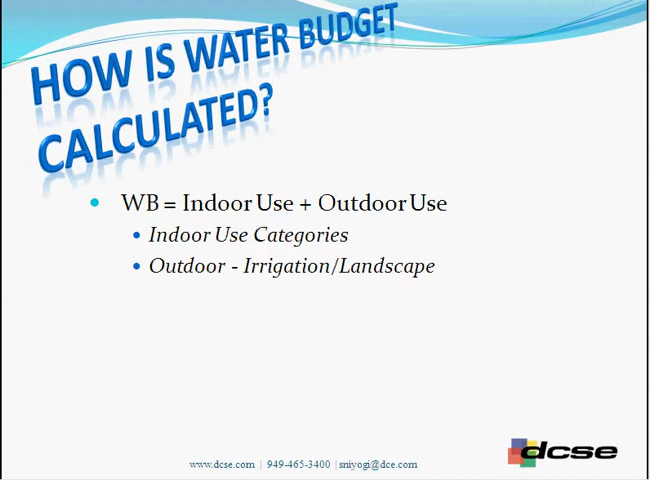 HOW IS WATER BUDGET
CALCULATED?
WB = Indoor Use + Outdoor Use
Indoor Use Categories
Outdoor - Irrigation/Landscape
dcse
www.dcse.com | 949-465-3400 | sniyogi@dce.com